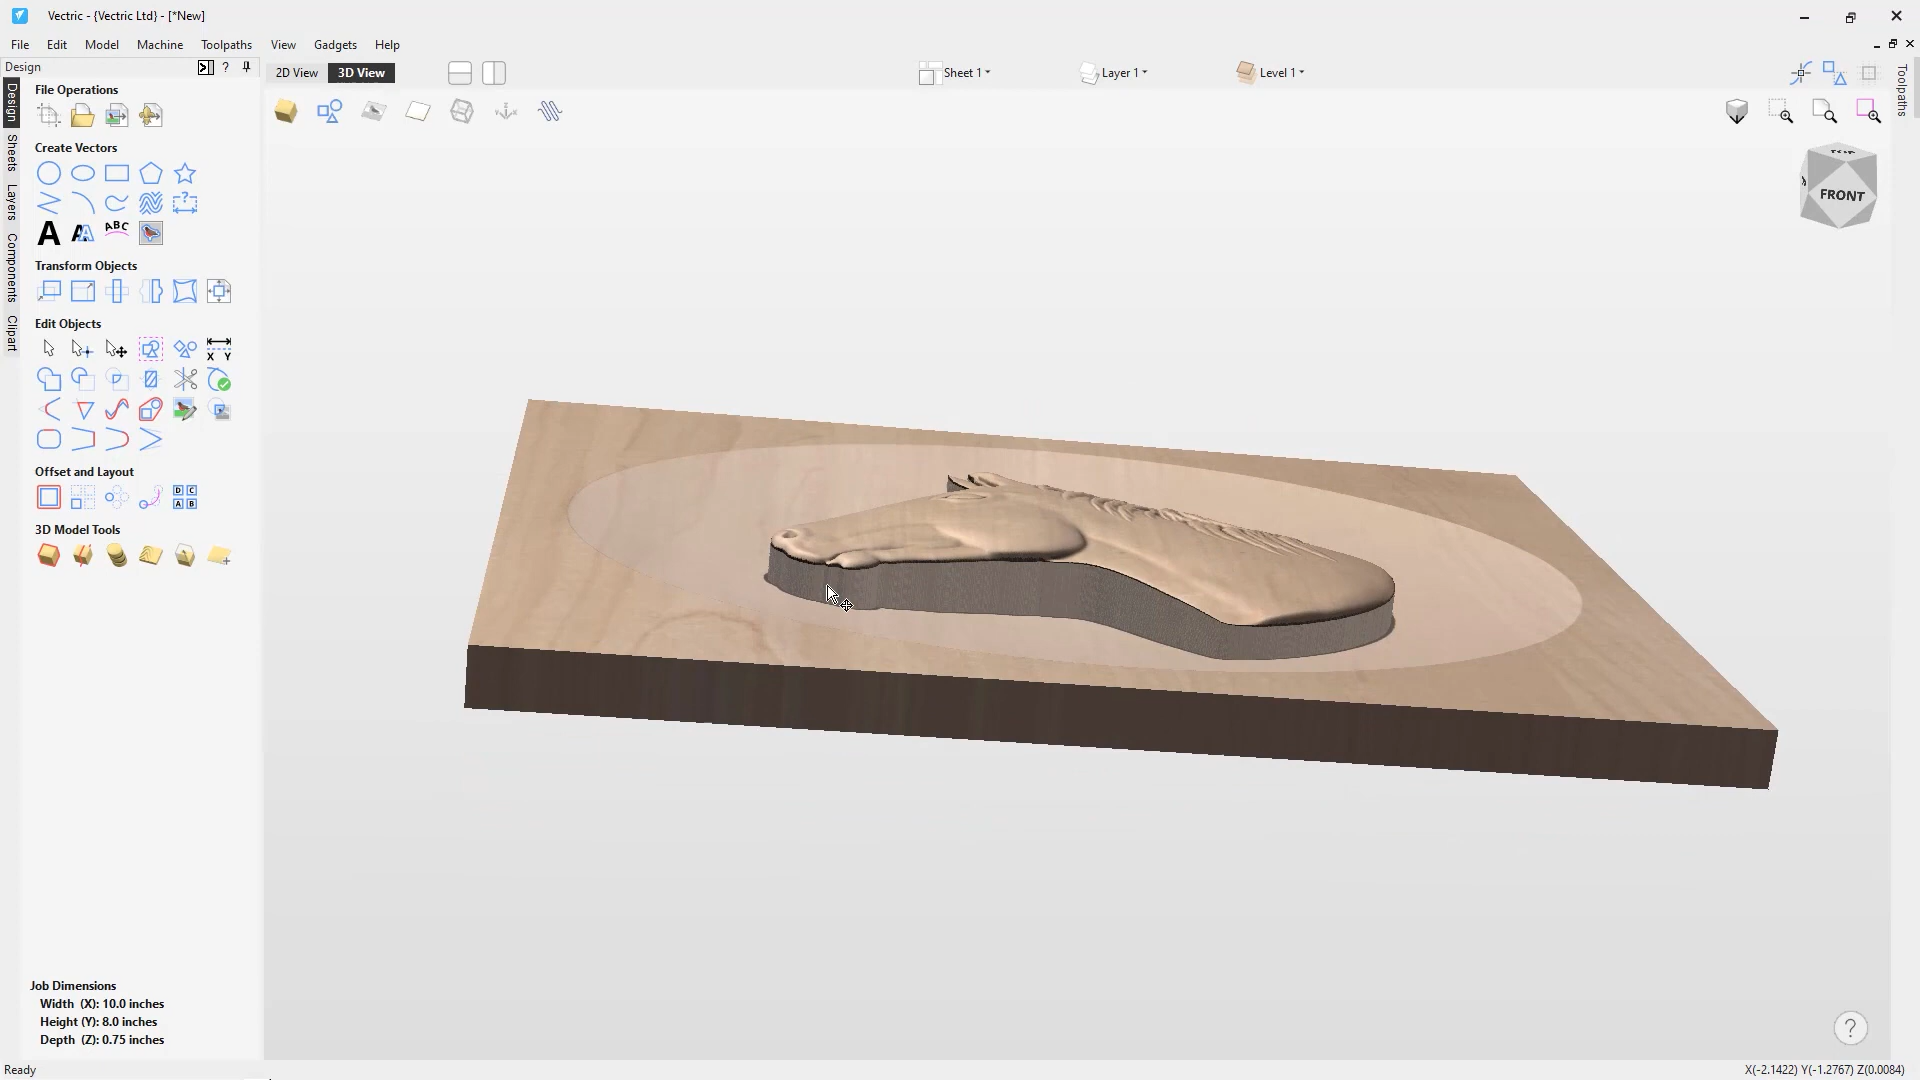 Vectric - {Vectric Ltd} - [*New]
File Edit Model Machine Toolpaths View Gadgets Help
Design ?
2D View 3D View Sheet 1 Layer 1 Level 1
Design
Sheets
Layers
Components
Clipart
Toolpaths
File Operations
Create Vectors
A A ABC
Transform Objects
Edit Objects
X Y
Offset and Layout
D C
A B
3D Model Tools
TOP
FRONT
Job Dimensions
Width (X): 10.0 inches
Height (Y): 8.0 inches
Depth (Z): 0.75 inches
?
Ready X(-2.1422) Y(-1.2767) Z(0.0084)